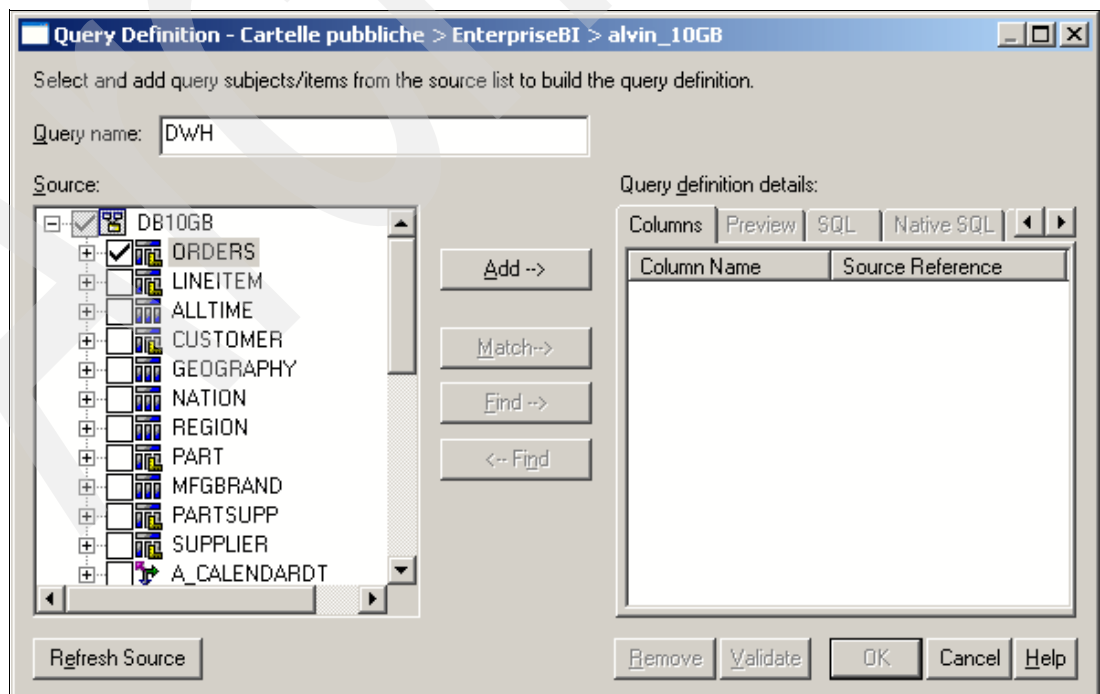 Query Definition - Cartelle pubbliche > EnterpriseBI > alvin_10GB
Select and add query subjects/items from the source list to build the query definition.
Query name: DWH
Source:
DB10GB
ORDERS
LINEITEM
ALLTIME
CUSTOMER
GEOGRAPHY
NATION
REGION
PART
MFGBRAND
PARTSUPP
SUPPLIER
A_CALENDARDT
Add -->
Match-->
Find -->
<-- Find
Query definition details:
Columns Preview SQL Native SQL
Column Name Source Reference
Refresh Source Remove Validate OK Cancel Help